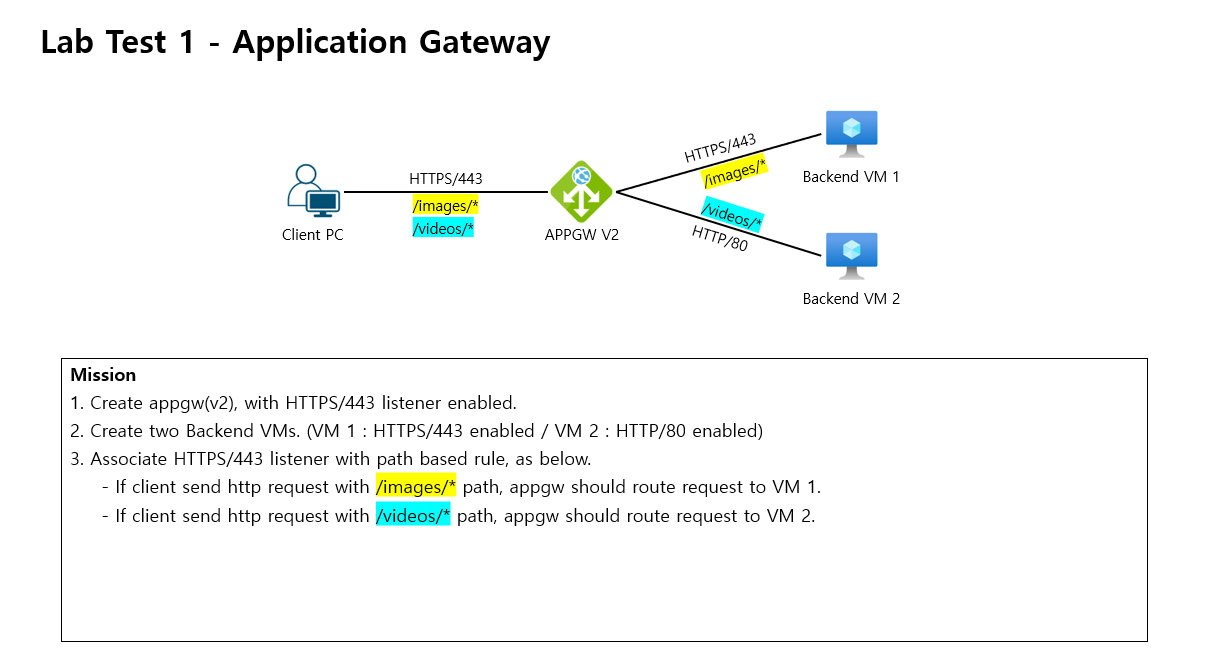 Lab Test 1 - Application Gateway
HTTPS/443
/images/*
/videos/*
Client PC
APPGW V2
HTTPS/443
/images/*
Backend VM 1
/videos/*
HTTP/80
Backend VM 2
Mission
1. Create appgw(v2), with HTTPS/443 listener enabled.
2. Create two Backend VMs. (VM 1 : HTTPS/443 enabled / VM 2 : HTTP/80 enabled)
3. Associate HTTPS/443 listener with path based rule, as below.
- If client send http request with /images/* path, appgw should route request to VM 1.
- If client send http request with /videos/* path, appgw should route request to VM 2.